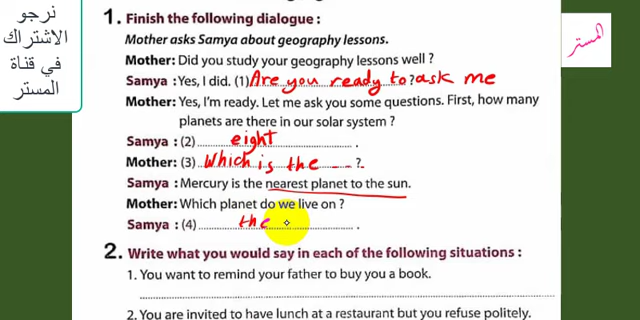 نرجو
الاشتراك
في قناة
المستر
المستر
1. Finish the following dialogue :
Mother asks Samya about geography lessons.
Mother: Did you study your geography lessons well ?
Samya : Yes, I did. (1) Are you ready to ? ask me
Mother: Yes, I'm ready. Let me ask you some questions. First, how many
planets are there in our solar system ?
Samya : (2) eight .
Mother: (3) Which is the --- ?
Samya : Mercury is the nearest planet to the sun.
Mother: Which planet do we live on ?
Samya : (4) the .
2. Write what you would say in each of the following situations :
1. You want to remind your father to buy you a book.
2. You are invited to have lunch at a restaurant but you refuse politely.